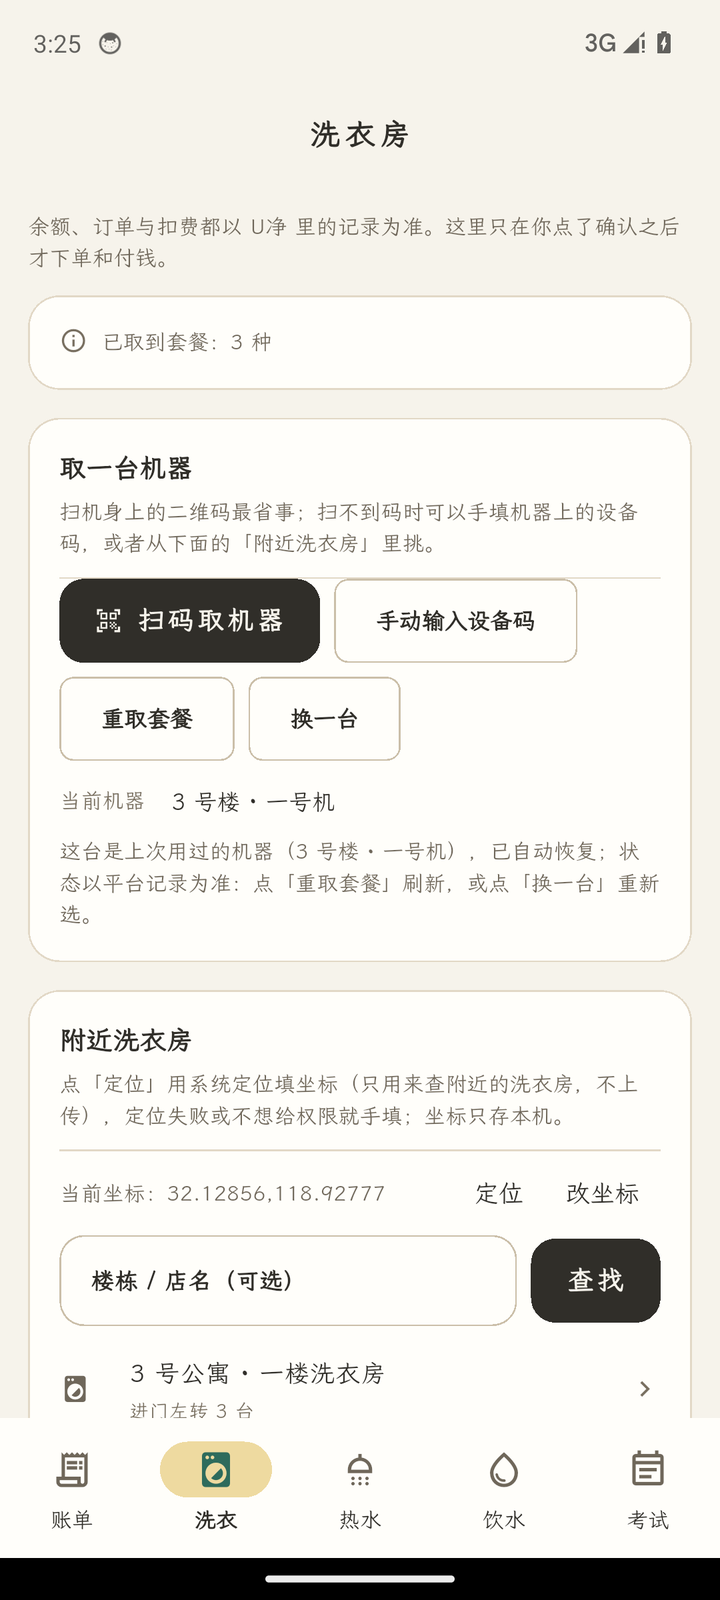 3:25
3G
洗衣房
余额、订单与扣费都以 U净 里的记录为准。这里只在你点了确认之后
才下单和付钱。
已取到套餐：3 种
取一台机器
扫机身上的二维码最省事；扫不到码时可以手填机器上的设备
码，或者从下面的「附近洗衣房」里挑。
扫码取机器
手动输入设备码
重取套餐
换一台
当前机器 3 号楼・一号机
这台是上次用过的机器（3 号楼・一号机），已自动恢复；状
态以平台记录为准：点「重取套餐」刷新，或点「换一台」重新
选。
附近洗衣房
点「定位」用系统定位填坐标（只用来查附近的洗衣房，不上
传），定位失败或不想给权限就手填；坐标只存本机。
当前坐标：32.12856,118.92777
定位
改坐标
楼栋 / 店名（可选）
查找
3 号公寓・一楼洗衣房
进门左转 3 台
账单
洗衣
热水
饮水
考试